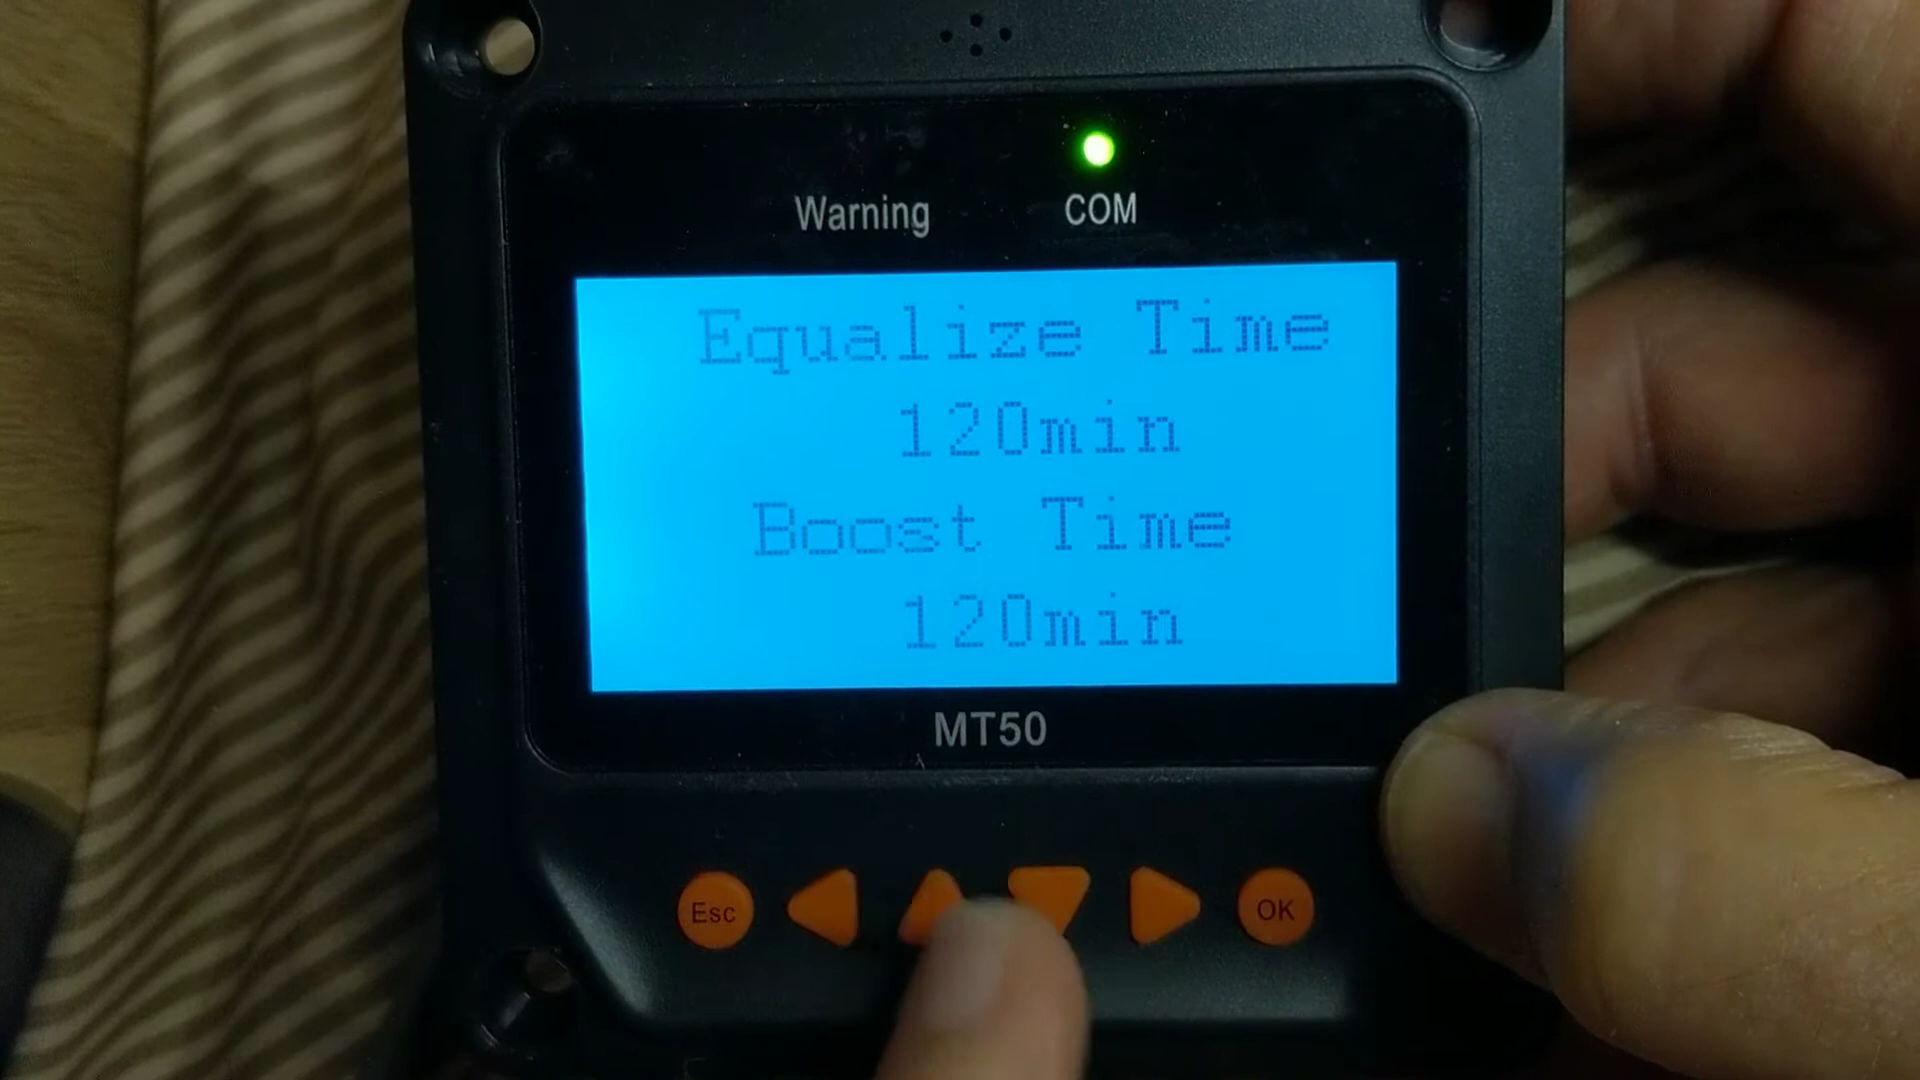 Warning COM
Equalize Time
120min
Boost Time
120min
MT50
Esc OK